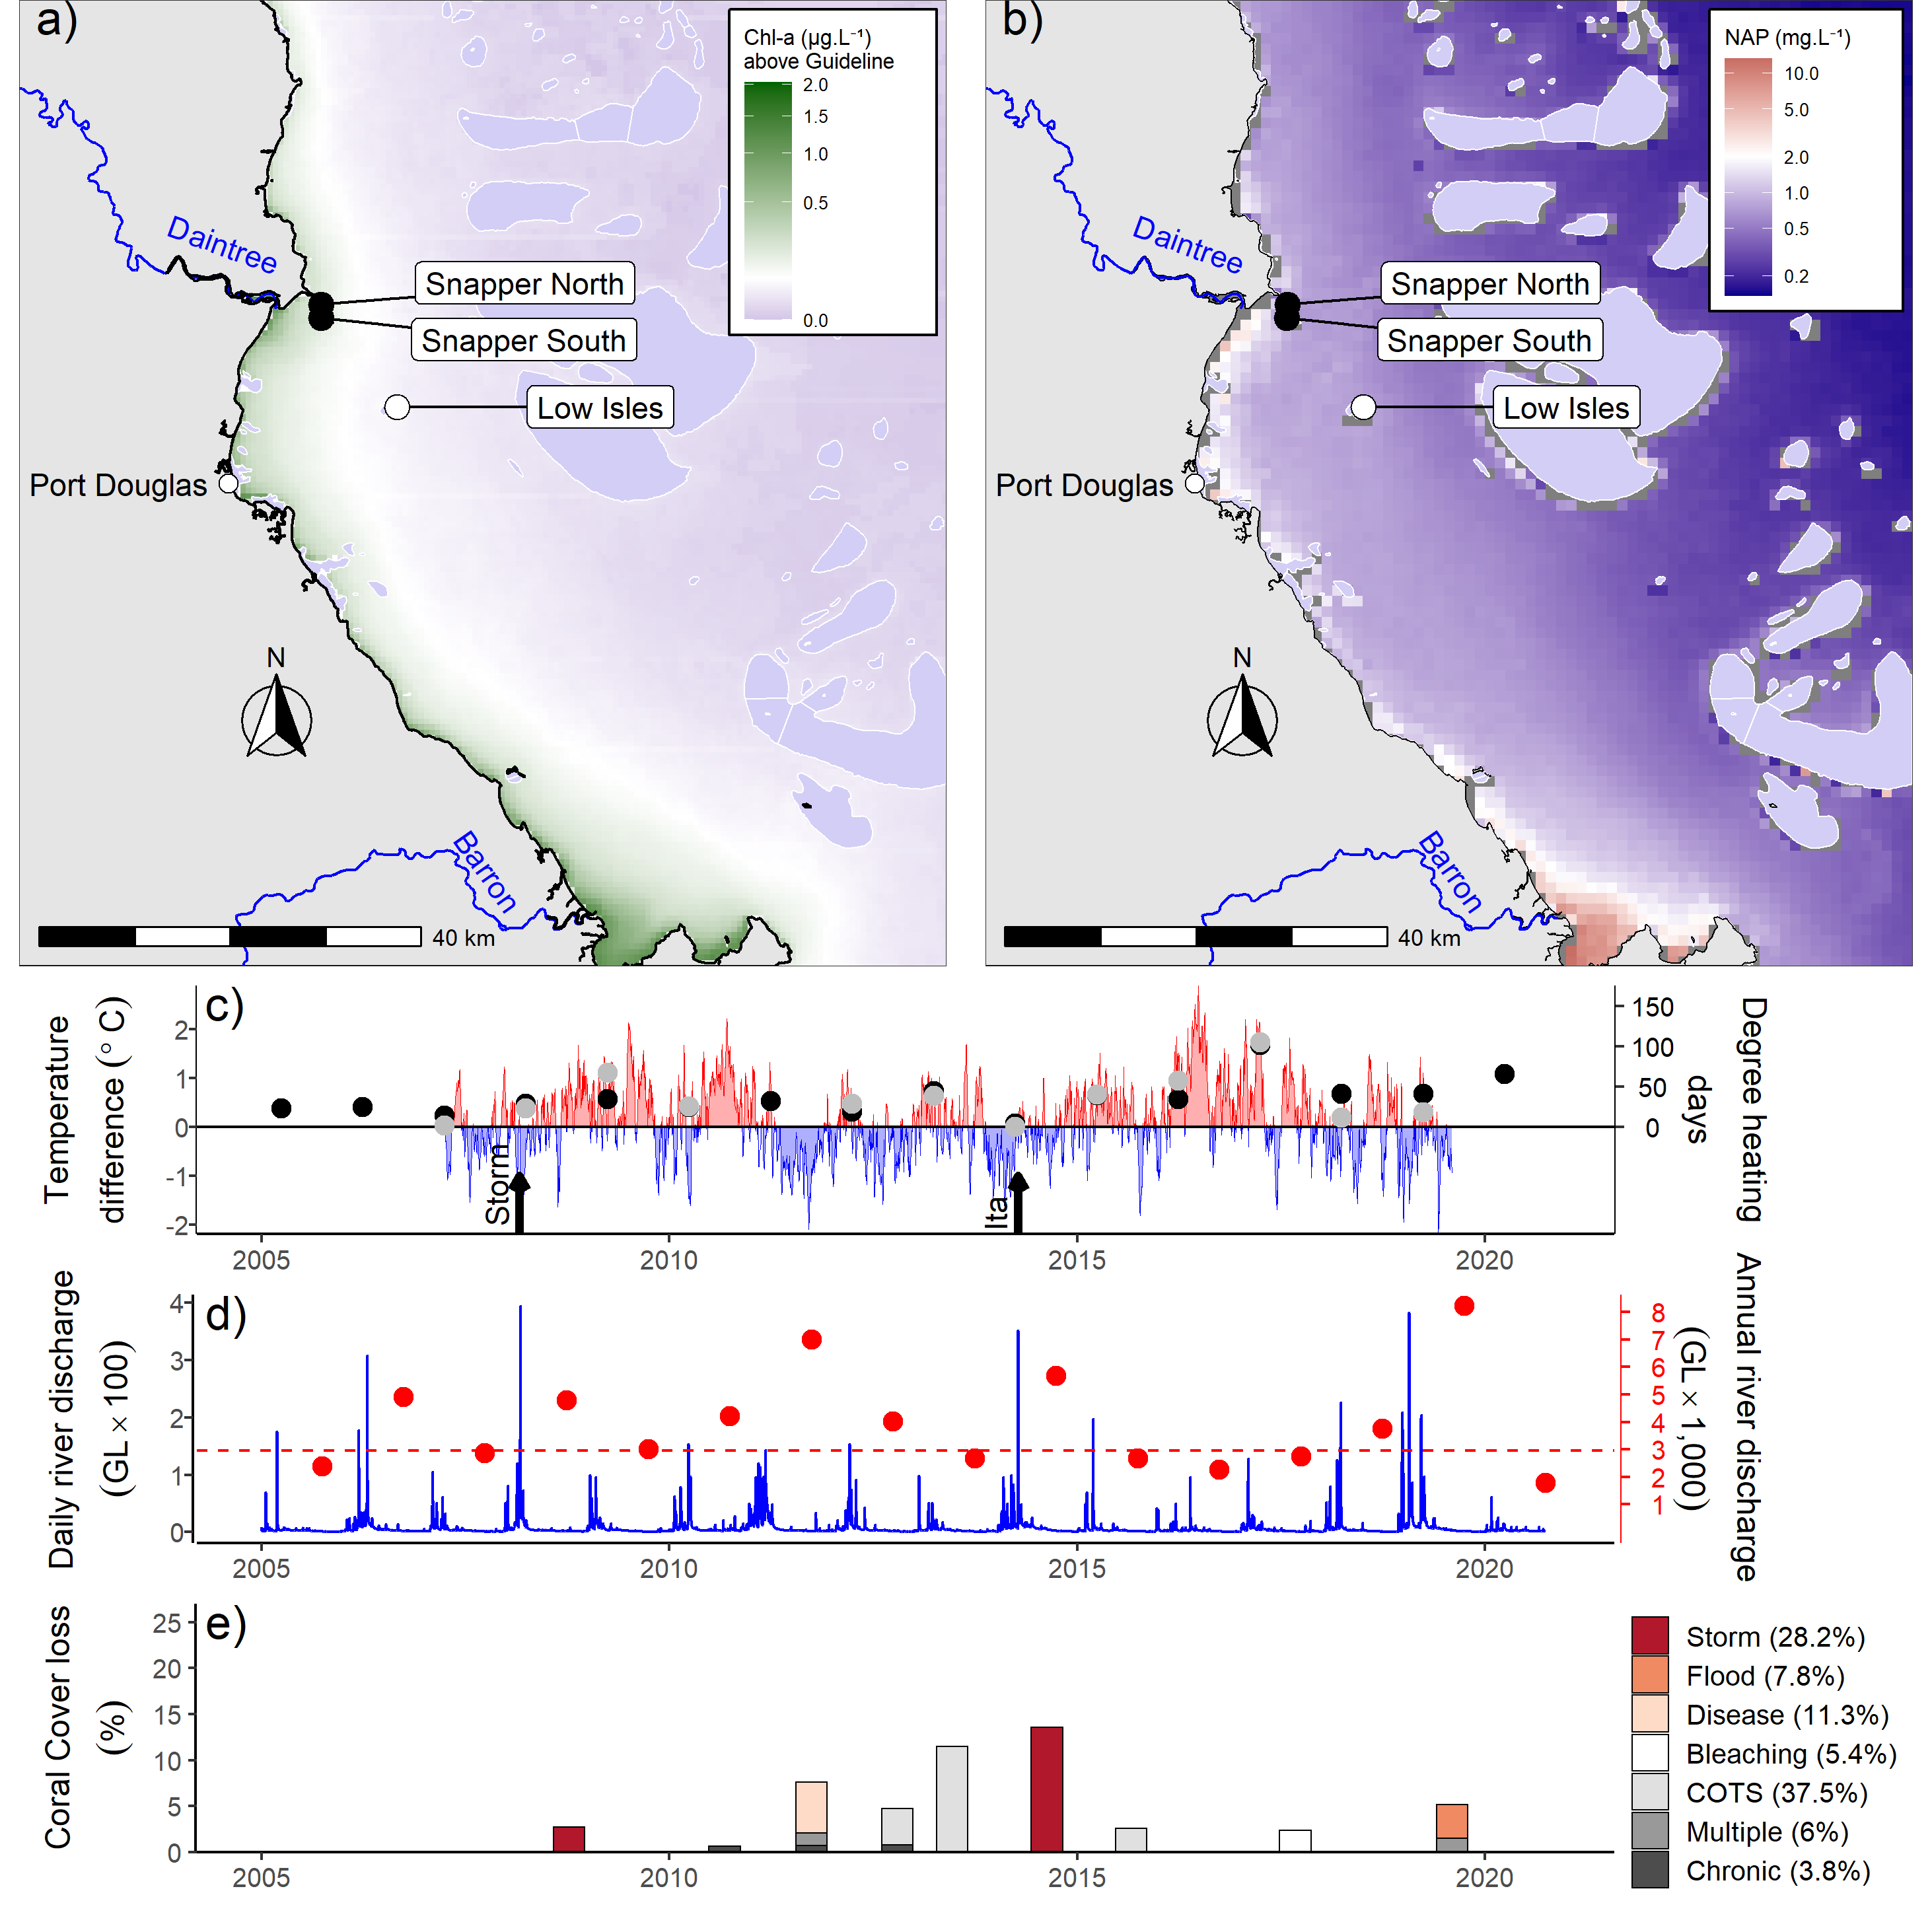 a)
Chl-a (µg.L⁻¹)
above Guideline
2.0
1.5
1.0
0.5
0.0
Daintree
Snapper North
Snapper South
Low Isles
Port Douglas
N
Barron
40 km
b)
NAP (mg.L⁻¹)
10.0
5.0
2.0
1.0
0.5
0.2
Daintree
Snapper North
Snapper South
Low Isles
Port Douglas
N
Barron
40 km
c)
Temperature
difference (° C)
2
1
0
-1
-2
Storm
Ita
150
100
50
0
Degree heating
days
2005
2010
2015
2020
d)
Daily river discharge
(GL × 100)
4
3
2
1
0
8
7
6
5
4
3
2
1
Annual river discharge
(GL × 1,000)
2005
2010
2015
2020
e)
Coral Cover loss
(%)
25
20
15
10
5
0
2005
2010
2015
2020
Storm (28.2%)
Flood (7.8%)
Disease (11.3%)
Bleaching (5.4%)
COTS (37.5%)
Multiple (6%)
Chronic (3.8%)